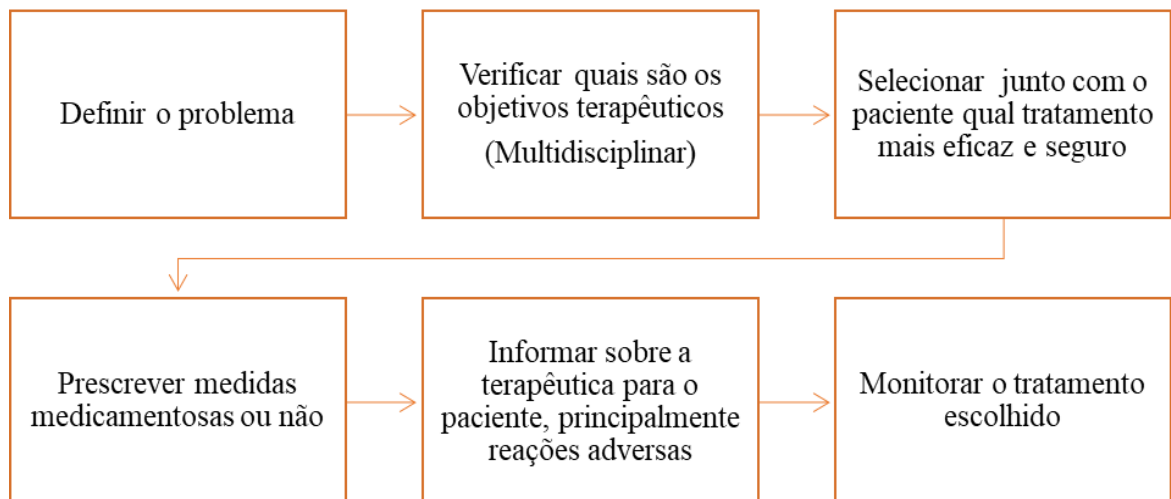 Definir o problema
Verificar quais são os
objetivos terapêuticos
(Multidisciplinar)
Selecionar junto com o
paciente qual tratamento
mais eficaz e seguro
Prescrever medidas
medicamentosas ou não
Informar sobre a
terapêutica para o
paciente, principalmente
reações adversas
Monitorar o tratamento
escolhido